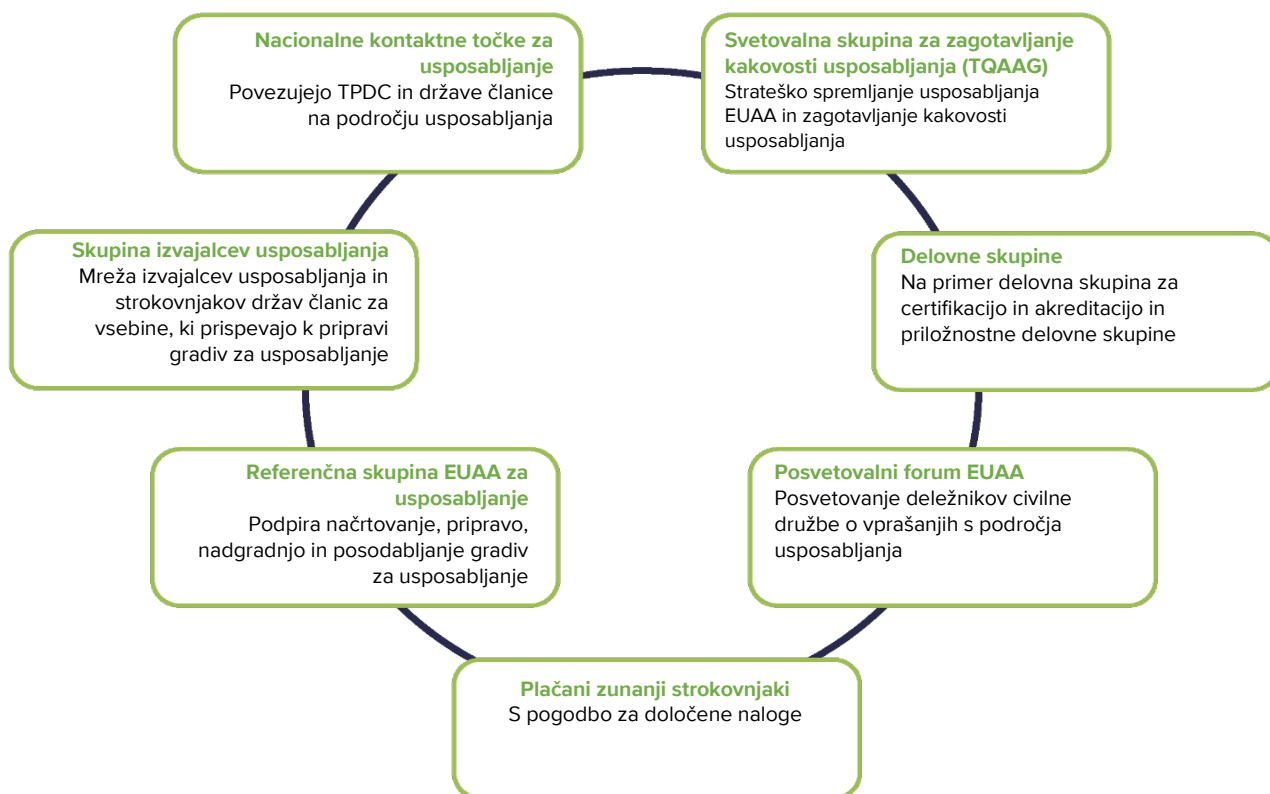 Nacionalne kontaktne točke za
usposabljanje
Povezujejo TPDC in države članice
na področju usposabljanja
Svetovalna skupina za zagotavljanje
kakovosti usposabljanja (TQAAG)
Strateško spremljanje usposabljanja
EUAA in zagotavljanje kakovosti
usposabljanja
Skupina izvajalcev usposabljanja
Mreža izvajalcev usposabljanja in
strokovnjakov držav članic za
vsebine, ki prispevajo k pripravi
gradiv za usposabljanje
Delovne skupine
Na primer delovna skupina za
certifikacijo in akreditacijo in
priložnostne delovne skupine
Referenčna skupina EUAA za
usposabljanje
Podpira načrtovanje, pripravo,
nadgradnjo in posodabljanje gradiv
za usposabljanje
Posvetovalni forum EUAA
Posvetovanje deležnikov civilne
družbe o vprašanjih s področja
usposabljanja
Plačani zunanji strokovnjaki
S pogodbo za določene naloge